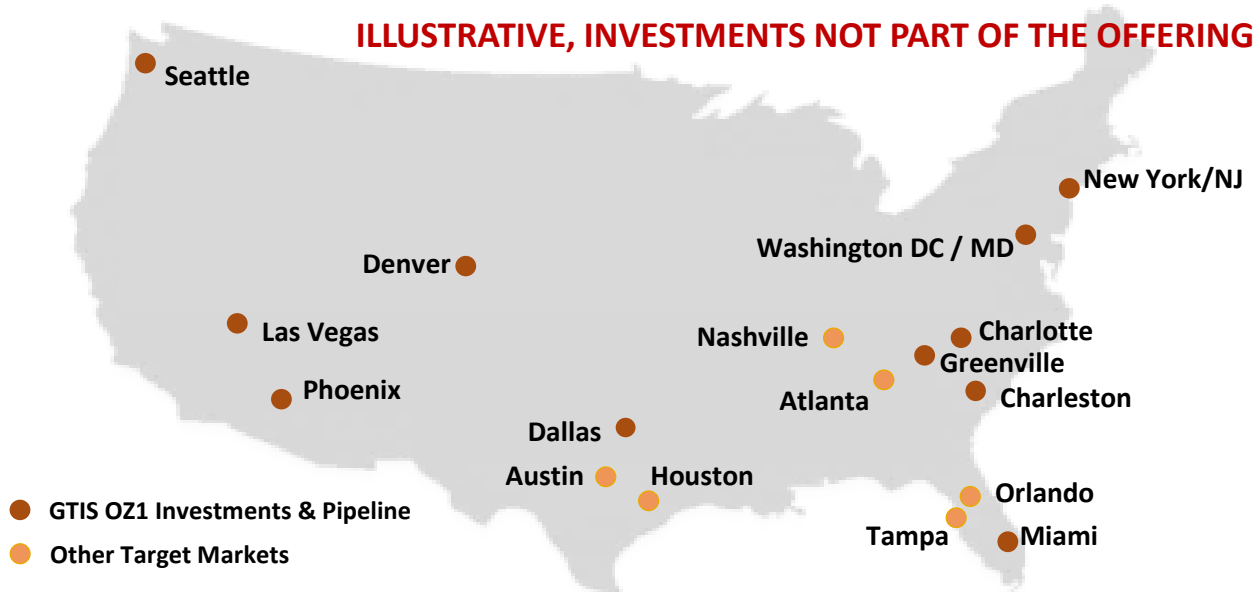 ILLUSTRATIVE, INVESTMENTS NOT PART OF THE OFFERING
Seattle
New York/NJ
Washington DC / MD
Denver
Las Vegas
Nashville
Charlotte
Greenville
Phoenix
Atlanta
Charleston
Dallas
Austin
Houston
Orlando
GTIS OZ1 Investments & Pipeline
Tampa
Miami
Other Target Markets